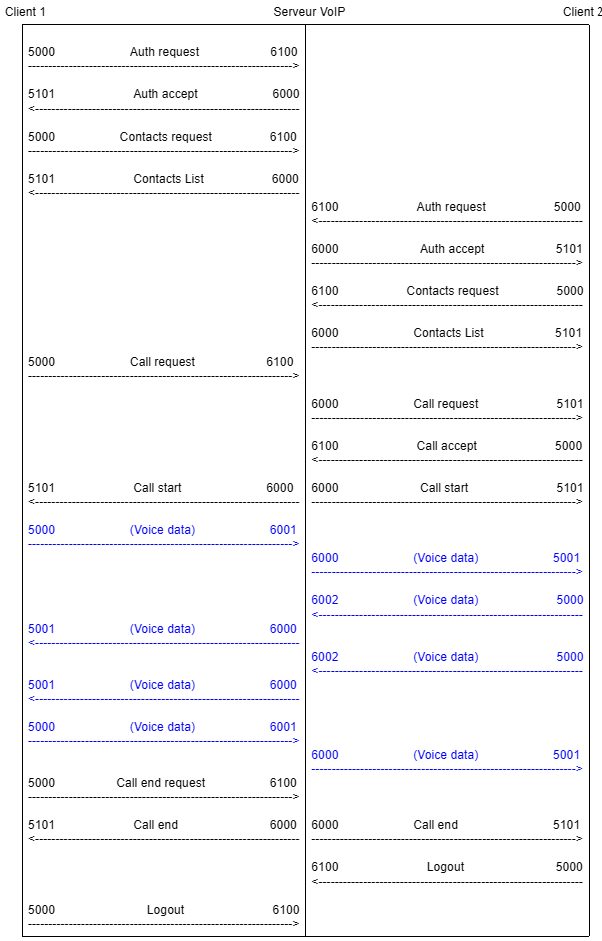 Client 1 Serveur VoIP Client 2
5000 Auth request 6100
5101 Auth accept 6000
5000 Contacts request 6100
5101 Contacts List 6000
6100 Auth request 5000
6000 Auth accept 5101
6100 Contacts request 5000
6000 Contacts List 5101
5000 Call request 6100
6000 Call request 5101
6100 Call accept 5000
5101 Call start 6000 6000 Call start 5101
5000 (Voice data) 6001
6000 (Voice data) 5001
6002 (Voice data) 5000
5001 (Voice data) 6000
6002 (Voice data) 5000
5001 (Voice data) 6000
5000 (Voice data) 6001
6000 (Voice data) 5001
5000 Call end request 6100
5101 Call end 6000 6000 Call end 5101
6100 Logout 5000
5000 Logout 6100